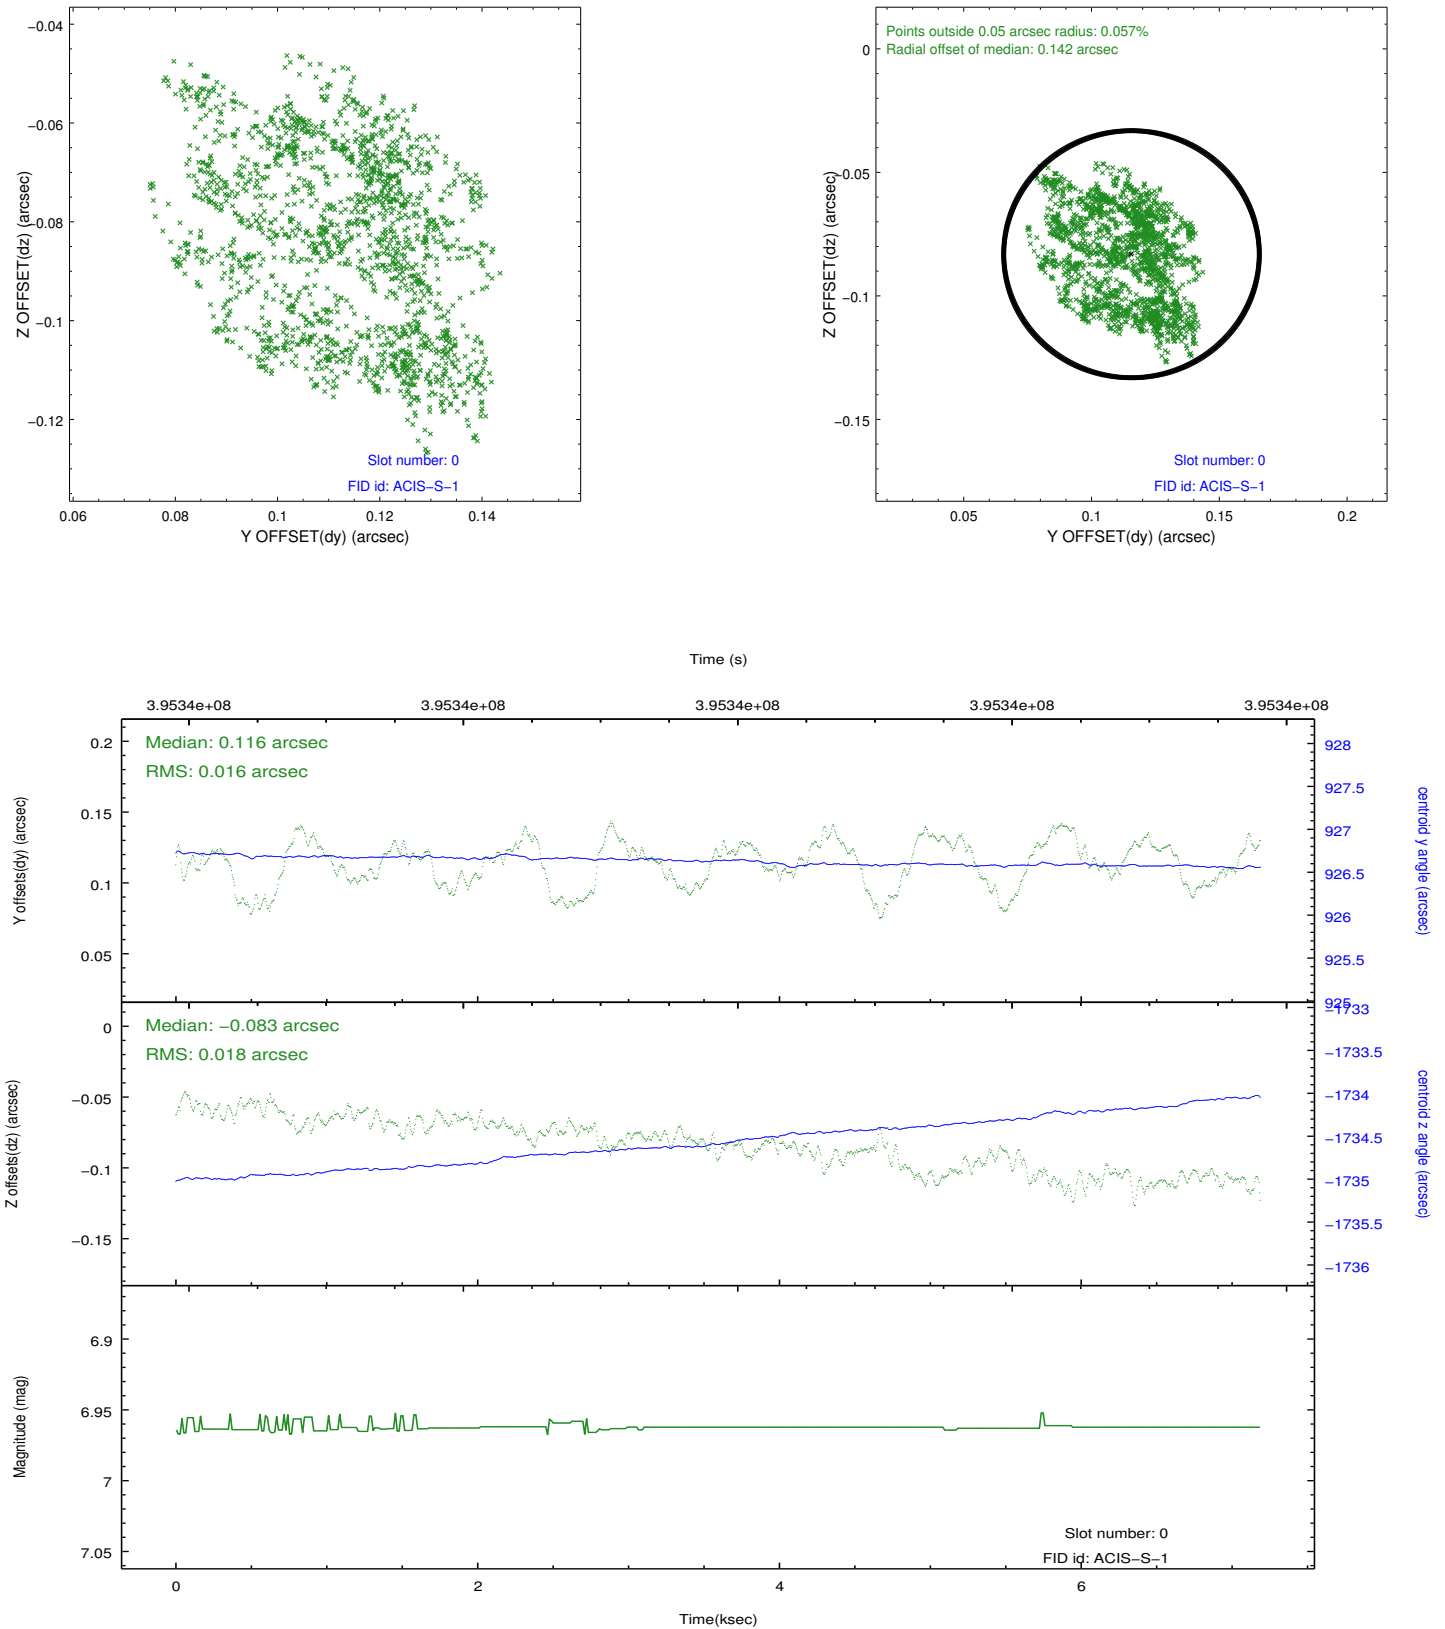 −0.04
−0.06
−0.08
−0.1
−0.12
Z OFFSET(dz) (arcsec)
Slot number: 0
FID id: ACIS−S−1
0.06 0.08 0.1 0.12 0.14
Y OFFSET(dy) (arcsec)
Points outside 0.05 arcsec radius: 0.057%
Radial offset of median: 0.142 arcsec
0
−0.05
−0.1
−0.15
Z OFFSET(dz) (arcsec)
Slot number: 0
FID id: ACIS−S−1
0.05 0.1 0.15 0.2
Y OFFSET(dy) (arcsec)
Time (s)
3.9534e+08 3.9534e+08 3.9534e+08 3.9534e+08 3.9534e+08
Median: 0.116 arcsec
RMS: 0.016 arcsec
0.2
0.15
0.1
0.05
Y offsets(dy) (arcsec)
928
927.5
927
926.5
926
925.5
925
centroid y angle (arcsec)
Median: −0.083 arcsec
RMS: 0.018 arcsec
0
−0.05
−0.1
−0.15
Z offsets(dz) (arcsec)
−1733
−1733.5
−1734
−1734.5
−1735
−1735.5
−1736
centroid z angle (arcsec)
6.9
6.95
7
7.05
Magnitude (mag)
Slot number: 0
FID id: ACIS−S−1
0 2 4 6
Time(ksec)